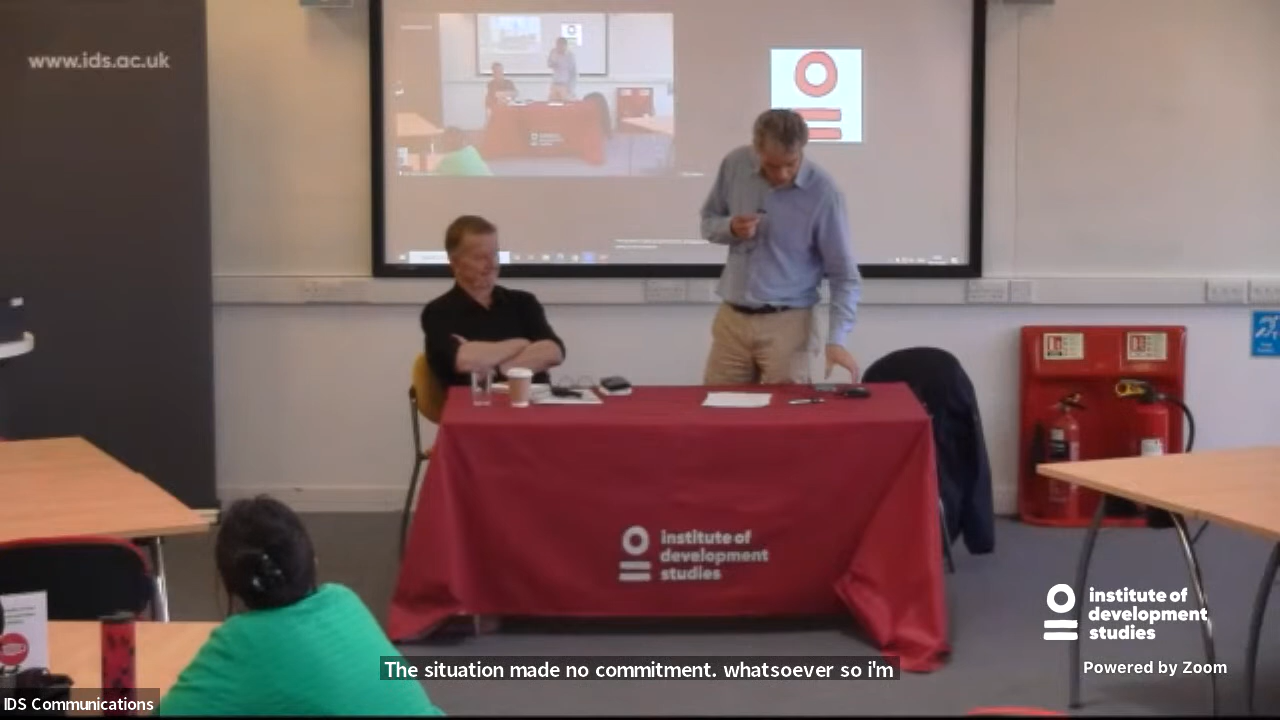 www.ids.ac.uk
institute of
development
studies
institute of
development
studies
Powered by Zoom
The situation made no commitment. whatsoever so i'm
IDS Communications